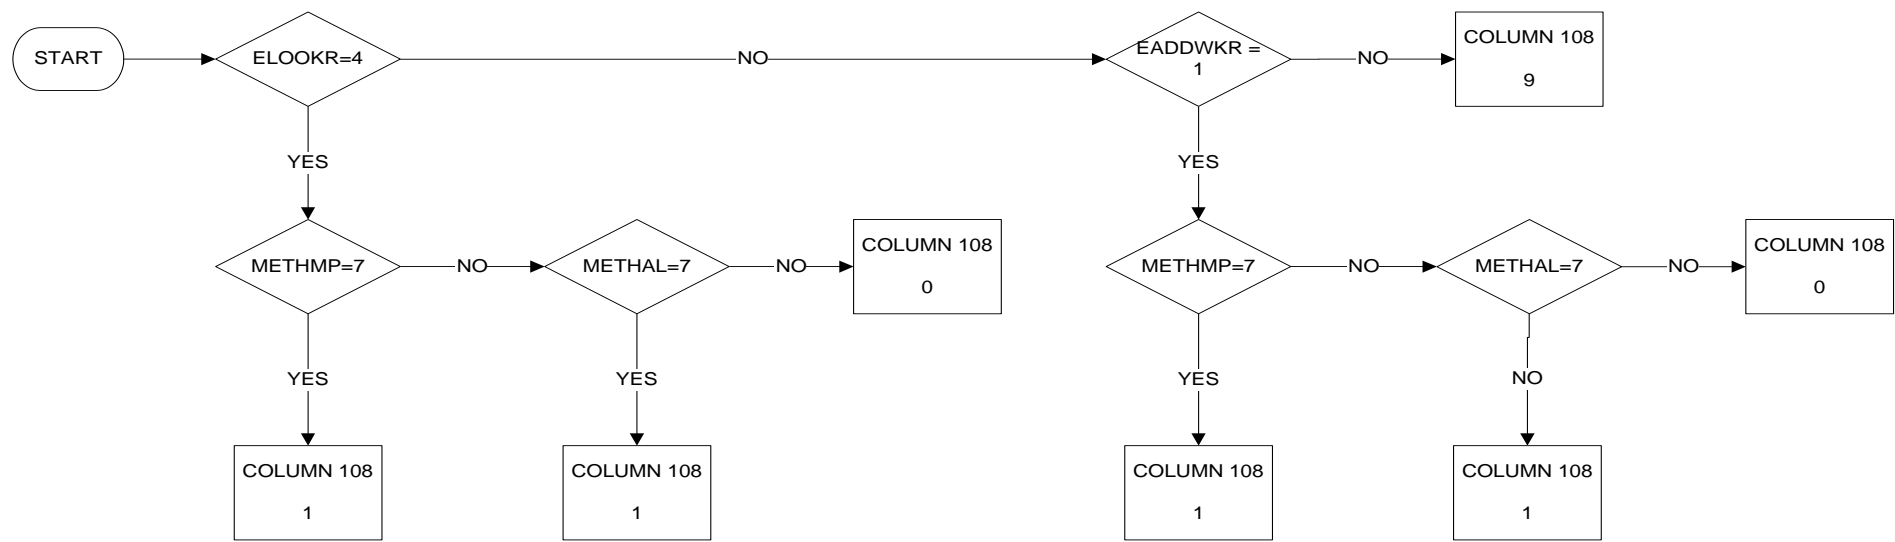 START
ELOOKR=4
NO
EADDWKR =
1
NO
COLUMN 108
9
YES
YES
METHMP=7
NO
METHAL=7
NO
COLUMN 108
0
METHMP=7
NO
METHAL=7
NO
COLUMN 108
0
YES
YES
YES
NO
COLUMN 108
1
COLUMN 108
1
COLUMN 108
1
COLUMN 108
1